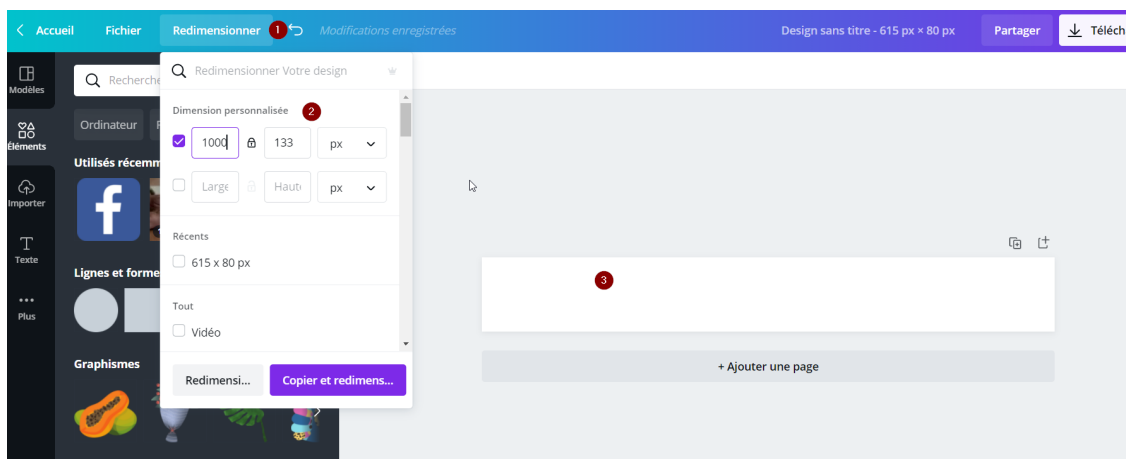 Accueil Fichier Redimensionner 1 Modifications enregistrées Design sans titre - 615 px × 80 px Partager Téléch
Modèles
Éléments
Importer
Texte
Plus
Recherche
Ordinateur
Utilisés récemm
Lignes et forme
Graphismes
Redimensionner Votre design
Dimension personnalisée 2
1000 133 px
Large Haute px
Récents
615 x 80 px
Tout
Vidéo
Redimensi... Copier et redimens...
3
+ Ajouter une page